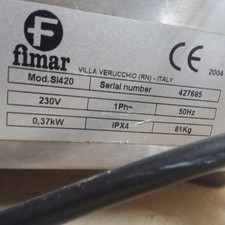 F
fimar
CE
2004
VILLA VERUCCHIO (RN) - ITALY
Mod. SI420 Serial number 427685
230V 1Ph~ 50Hz
0,37kW IPX4 61Kg